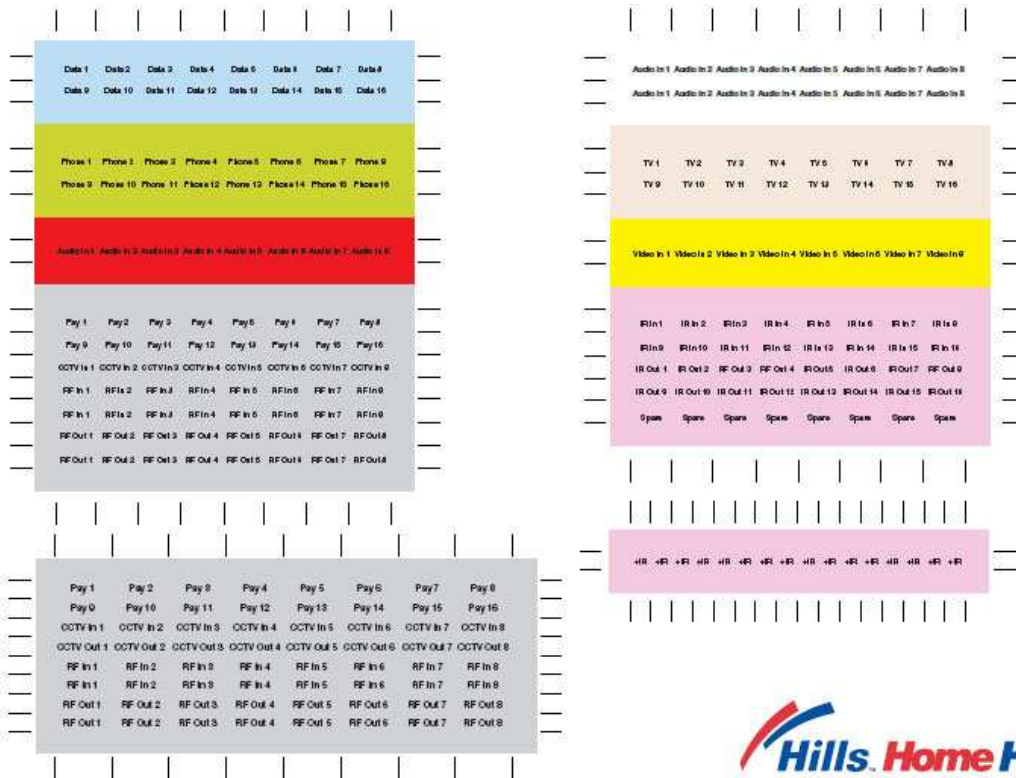 Data 1 Data 2 Data 3 Data 4 Data 5 Data 6 Data 7 Data 8
Data 9 Data 10 Data 11 Data 12 Data 13 Data 14 Data 15 Data 16
Phone 1 Phone 2 Phone 3 Phone 4 Phone 5 Phone 6 Phone 7 Phone 8
Phone 9 Phone 10 Phone 11 Phone 12 Phone 13 Phone 14 Phone 15 Phone 16
Audio In 1 Audio In 2 Audio In 3 Audio In 4 Audio In 5 Audio In 6 Audio In 7 Audio In 8
Pay 1 Pay 2 Pay 3 Pay 4 Pay 5 Pay 6 Pay 7 Pay 8
Pay 9 Pay 10 Pay 11 Pay 12 Pay 13 Pay 14 Pay 15 Pay 16
CCTV In 1 CCTV In 2 CCTV In 3 CCTV In 4 CCTV In 5 CCTV In 6 CCTV In 7 CCTV In 8
RF In 1 RF In 2 RF In 3 RF In 4 RF In 5 RF In 6 RF In 7 RF In 8
RF In 1 RF In 2 RF In 3 RF In 4 RF In 5 RF In 6 RF In 7 RF In 8
RF Out 1 RF Out 2 RF Out 3 RF Out 4 RF Out 5 RF Out 6 RF Out 7 RF Out 8
RF Out 1 RF Out 2 RF Out 3 RF Out 4 RF Out 5 RF Out 6 RF Out 7 RF Out 8
Pay 1 Pay 2 Pay 3 Pay 4 Pay 5 Pay 6 Pay 7 Pay 8
Pay 9 Pay 10 Pay 11 Pay 12 Pay 13 Pay 14 Pay 15 Pay 16
CCTV In 1 CCTV In 2 CCTV In 3 CCTV In 4 CCTV In 5 CCTV In 6 CCTV In 7 CCTV In 8
CCTV Out 1 CCTV Out 2 CCTV Out 3 CCTV Out 4 CCTV Out 5 CCTV Out 6 CCTV Out 7 CCTV Out 8
RF In 1 RF In 2 RF In 3 RF In 4 RF In 5 RF In 6 RF In 7 RF In 8
RF In 1 RF In 2 RF In 3 RF In 4 RF In 5 RF In 6 RF In 7 RF In 8
RF Out 1 RF Out 2 RF Out 3 RF Out 4 RF Out 5 RF Out 6 RF Out 7 RF Out 8
RF Out 1 RF Out 2 RF Out 3 RF Out 4 RF Out 5 RF Out 6 RF Out 7 RF Out 8
Audio In 1 Audio In 2 Audio In 3 Audio In 4 Audio In 5 Audio In 6 Audio In 7 Audio In 8
Audio In 1 Audio In 2 Audio In 3 Audio In 4 Audio In 5 Audio In 6 Audio In 7 Audio In 8
TV 1 TV 2 TV 3 TV 4 TV 5 TV 6 TV 7 TV 8
TV 9 TV 10 TV 11 TV 12 TV 13 TV 14 TV 15 TV 16
Video In 1 Video In 2 Video In 3 Video In 4 Video In 5 Video In 6 Video In 7 Video In 8
IR In 1 IR In 2 IR In 3 IR In 4 IR In 5 IR In 6 IR In 7 IR In 8
IR In 9 IR In 10 IR In 11 IR In 12 IR In 13 IR In 14 IR In 15 IR In 16
IR Out 1 IR Out 2 RF Out 3 RF Out 4 IR Out 5 IR Out 6 IR Out 7 RF Out 8
IR Out 9 IR Out 10 IR Out 11 IR Out 12 IR Out 13 IR Out 14 IR Out 15 IR Out 16
Spare Spare Spare Spare Spare Spare Spare Spare
+IR -IR +IR -IR +IR -IR +IR -IR +IR -IR +IR -IR +IR -IR +IR -IR
Hills™ Home H